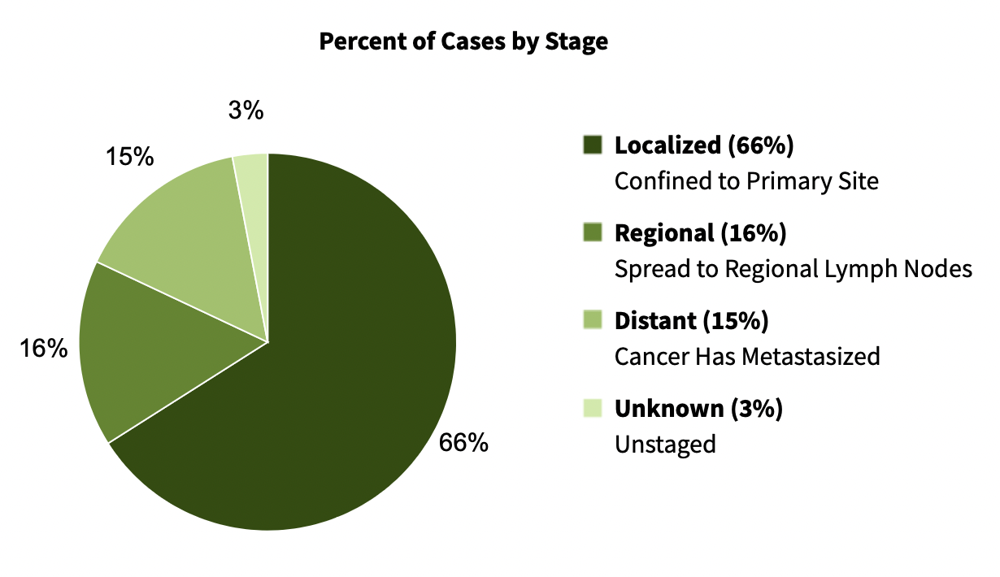 Percent of Cases by Stage
3%
15%
16%
66%
Localized (66%)
Confined to Primary Site
Regional (16%)
Spread to Regional Lymph Nodes
Distant (15%)
Cancer Has Metastasized
Unknown (3%)
Unstaged